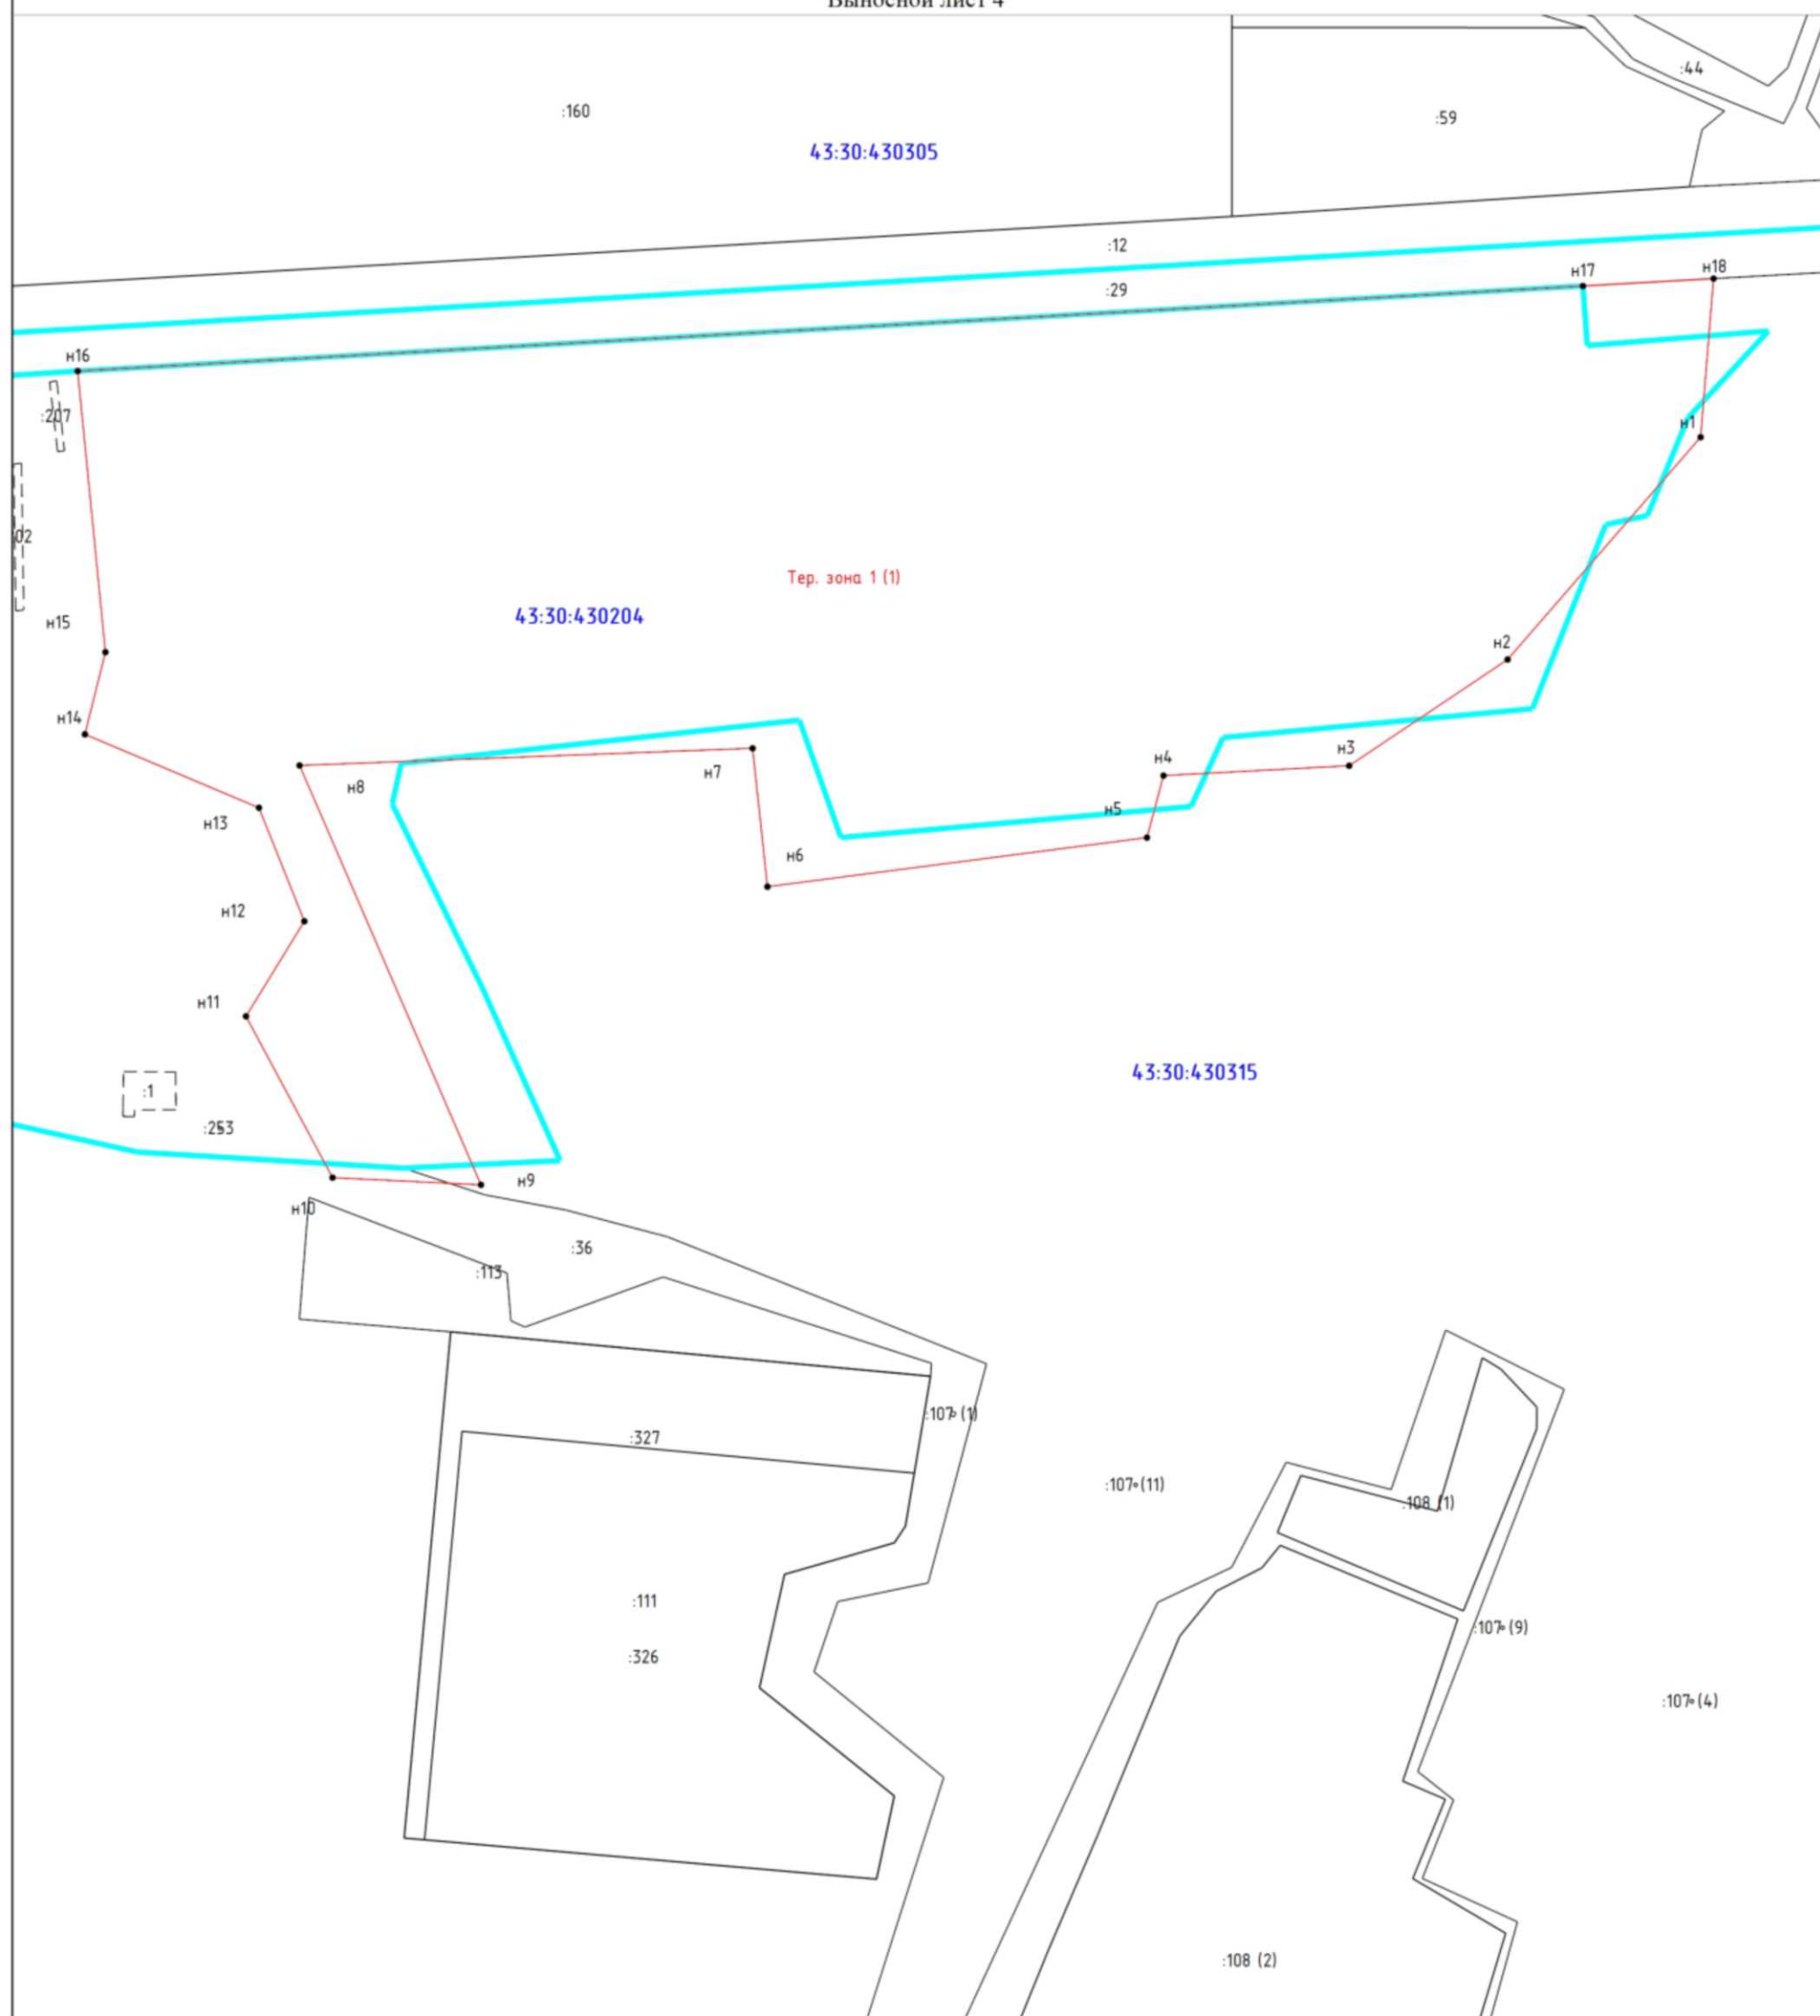 Выносной лист 4
:44
:160
:59
43:30:430305
:12
н17
н18
:29
н16
:207
н1
02
Тер. зона 1 (1)
43:30:430204
н15
н2
н14
н3
н4
н7
н8
н5
н13
н6
н12
н11
43:30:430315
:1
:253
н9
н10
:36
:113
:107 (1)
:327
:107 (11)
:108 (1)
:111
:107 (9)
:326
:107 (4)
:108 (2)